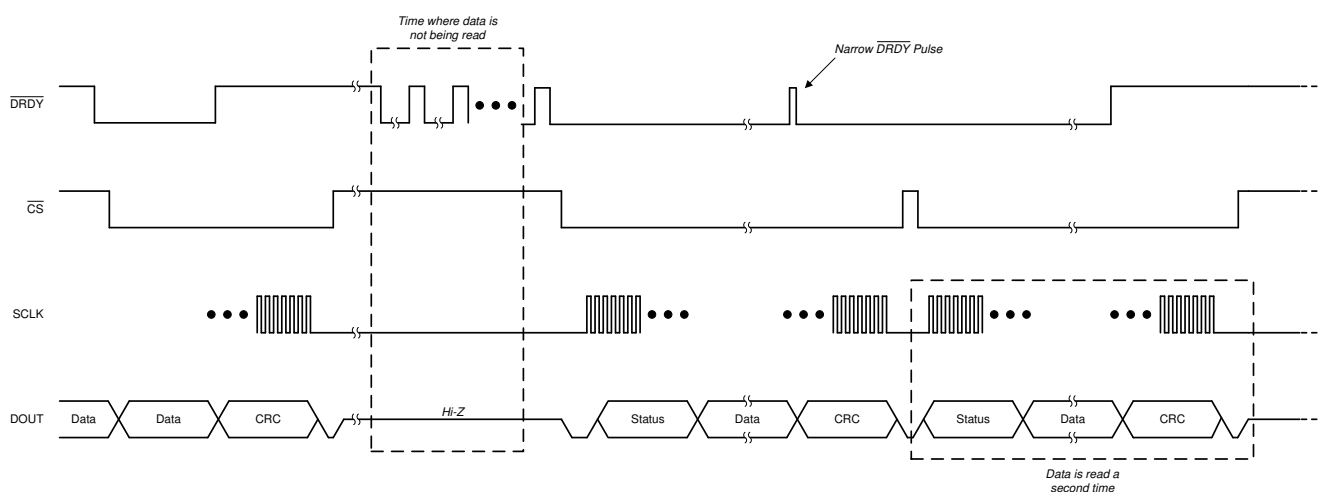 Time where data is
not being read
Narrow DRDY Pulse
DRDY
CS
SCLK
DOUT
Data
Data
CRC
Hi-Z
Status
Data
CRC
Status
Data
CRC
Data is read a
second time